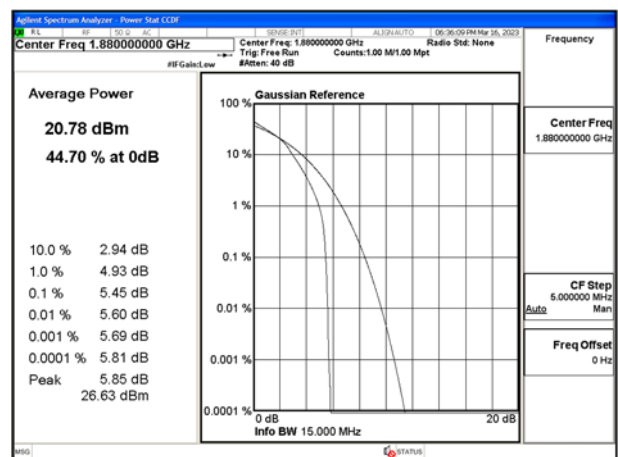 Agilent Spectrum Analyzer - Power Stat CCDF
RL RF 50 Ω AC SENSE:INT ALIGN AUTO 06:36:09 PM Mar 16, 2023
Center Freq 1.880000000 GHz
Center Freq: 1.880000000 GHz Radio Std: None
Trig: Free Run Counts:1.00 M/1.00 Mpt
#IFGain:Low #Atten: 40 dB
Frequency
Average Power
20.78 dBm
44.70 % at 0dB
10.0 % 2.94 dB
1.0 % 4.93 dB
0.1 % 5.45 dB
0.01 % 5.60 dB
0.001 % 5.69 dB
0.0001 % 5.81 dB
Peak 5.85 dB
26.63 dBm
Gaussian Reference
100 %
10 %
1 %
0.1 %
0.01 %
0.001 %
0.0001 %
0 dB 20 dB
Info BW 15.000 MHz
Center Freq
1.880000000 GHz
CF Step
5.000000 MHz
Auto Man
Freq Offset
0 Hz
MSG STATUS